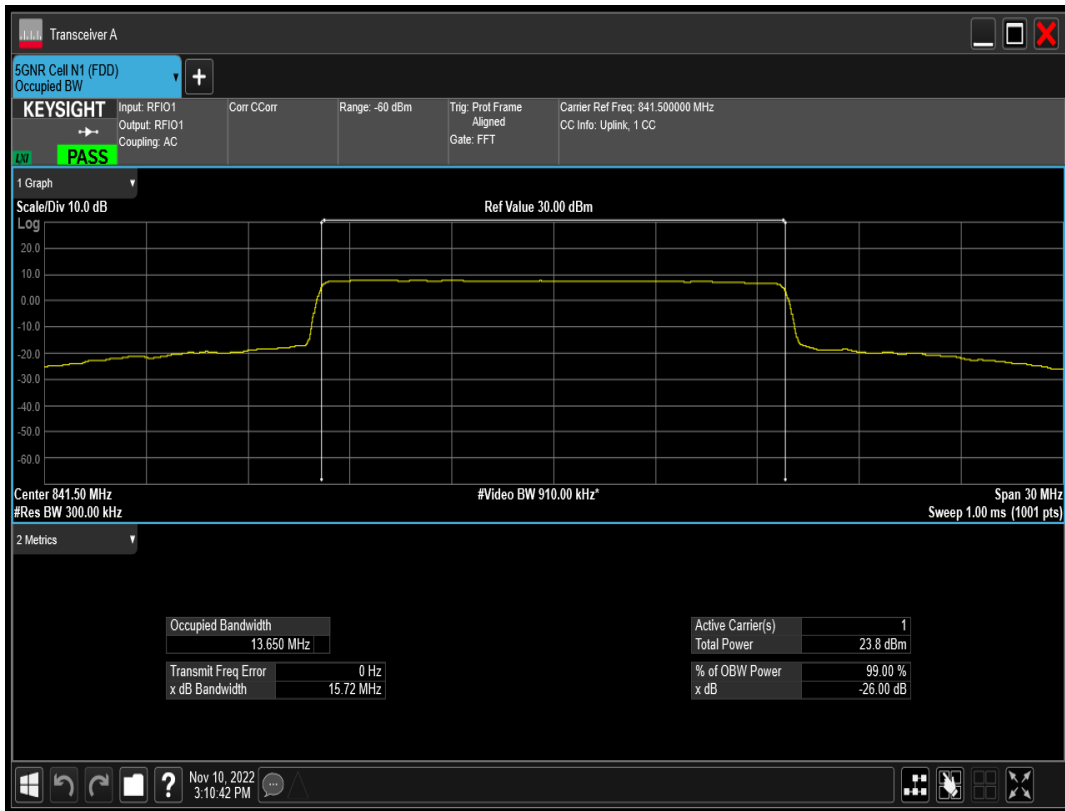 Transceiver A
5GNR Cell N1 (FDD)
Occupied BW
KEYSIGHT
LXI
PASS
Input: RFIO1
Output: RFIO1
Coupling: AC
Corr CCorr
Range: -60 dBm
Trig: Prot Frame
Aligned
Gate: FFT
Carrier Ref Freq: 841.500000 MHz
CC Info: Uplink, 1 CC
1 Graph
Scale/Div 10.0 dB
Ref Value 30.00 dBm
Log
20.0
10.0
0.00
-10.0
-20.0
-30.0
-40.0
-50.0
-60.0
Center 841.50 MHz
#Video BW 910.00 kHz*
Span 30 MHz
#Res BW 300.00 kHz
Sweep 1.00 ms (1001 pts)
2 Metrics
Occupied Bandwidth
13.650 MHz
Transmit Freq Error 0 Hz
x dB Bandwidth 15.72 MHz
Active Carrier(s) 1
Total Power 23.8 dBm
% of OBW Power 99.00 %
x dB -26.00 dB
?
Nov 10, 2022
3:10:42 PM